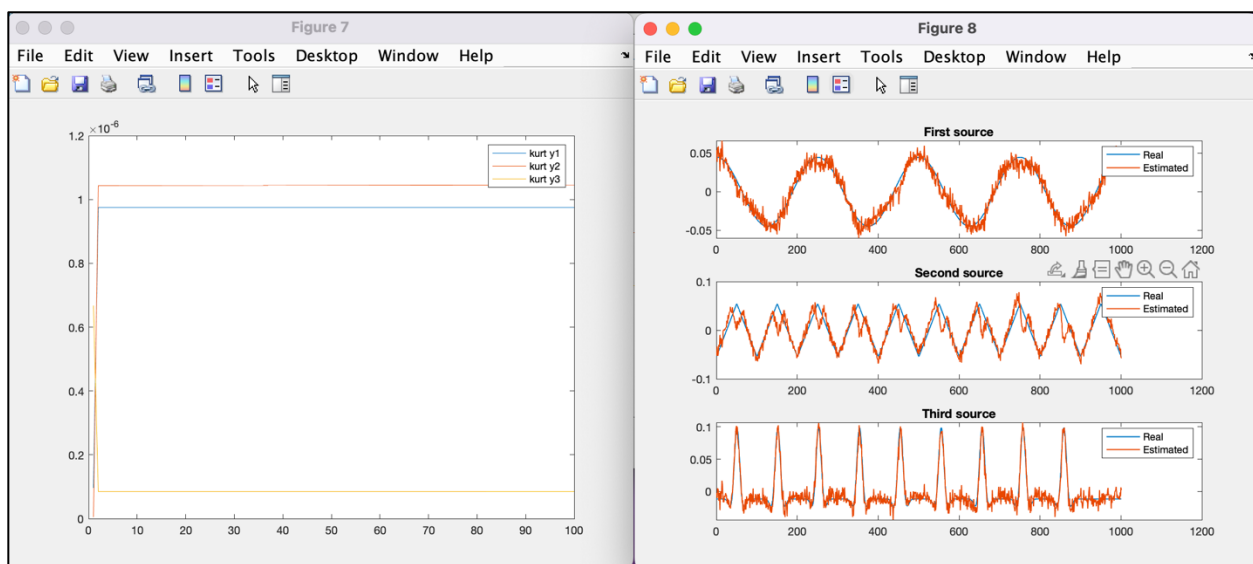 Figure 7
File Edit View Insert Tools Desktop Window Help
×10^-6
1.2
1
0.8
0.6
0.4
0.2
0
0 10 20 30 40 50 60 70 80 90 100
kurt y1
kurt y2
kurt y3
Figure 8
File Edit View Insert Tools Desktop Window Help
First source
0.05
0
-0.05
0 200 400 600 800 1000 1200
Real
Estimated
Second source
0.1
0
-0.1
0 200 400 600 800 1000 1200
Real
Estimated
Third source
0.1
0.05
0
0 200 400 600 800 1000 1200
Real
Estimated